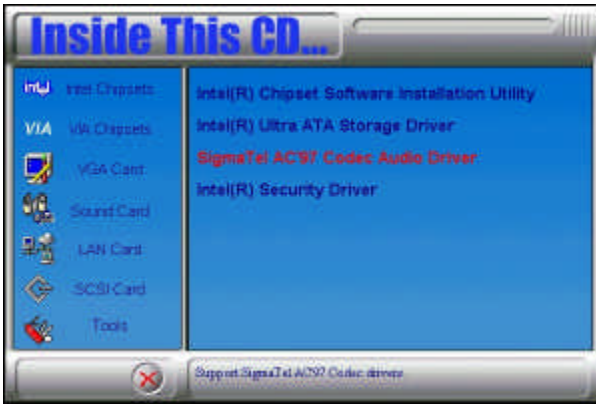 Inside This CD...
intel Intel Chipsets
VIA VIA Chipsets
VGA Card
Sound Card
LAN Card
SCSI Card
Tools
Intel(R) Chipset Software Installation Utility
Intel(R) Ultra ATA Storage Driver
SigmaTel AC'97 Codec Audio Driver
Intel(R) Security Driver
Support SigmaTel AC'97 Codec drivers